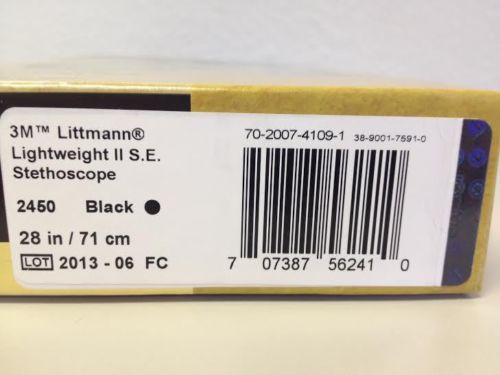 3M™ Littmann®
Lightweight II S.E.
Stethoscope
2450 Black
28 in / 71 cm
LOT 2013 - 06 FC
70-2007-4109-1 38-9001-7591-0
7 07387 56241 0